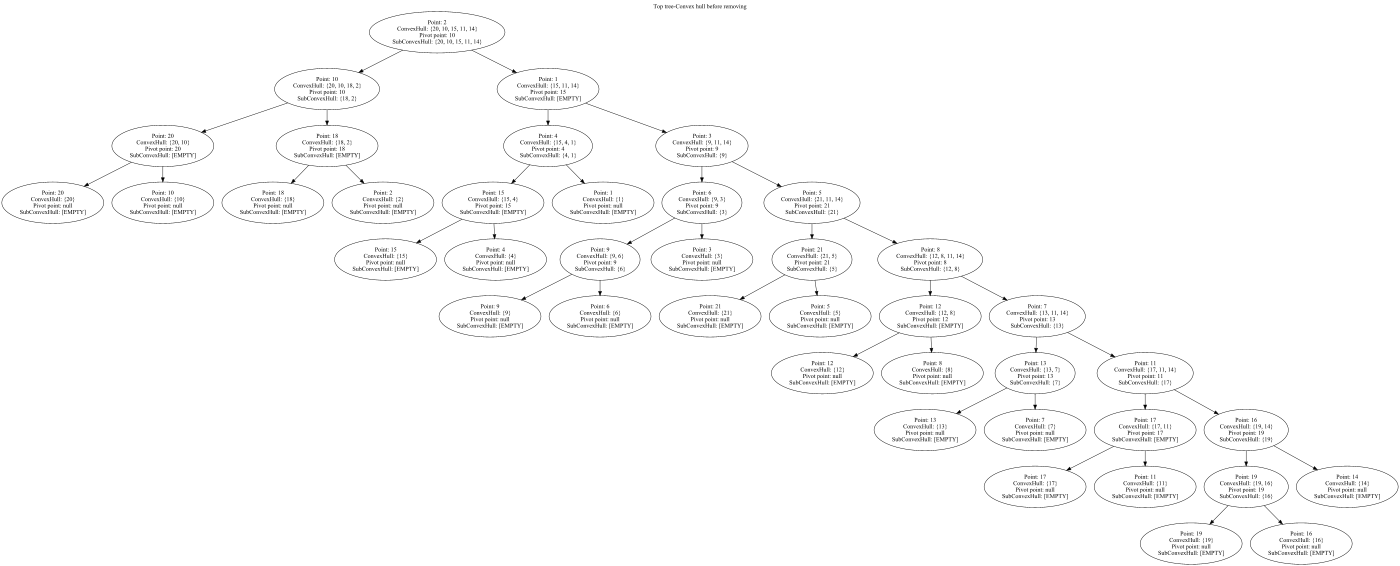 Top tree-Convex hull before removing
Point: 2
ConvexHull: {20, 10, 15, 11, 14}
Pivot point: 10
SubConvexHull: {20, 10, 15, 11, 14}
Point: 10
ConvexHull: {20, 10, 18, 2}
Pivot point: 10
SubConvexHull: {18, 2}
Point: 1
ConvexHull: {15, 11, 14}
Pivot point: 15
SubConvexHull: [EMPTY]
Point: 20
ConvexHull: {20, 10}
Pivot point: 20
SubConvexHull: [EMPTY]
Point: 18
ConvexHull: {18, 2}
Pivot point: 18
SubConvexHull: [EMPTY]
Point: 4
ConvexHull: {15, 4, 1}
Pivot point: 4
SubConvexHull: {4, 1}
Point: 3
ConvexHull: {9, 11, 14}
Pivot point: 9
SubConvexHull: {9}
Point: 20
ConvexHull: {20}
Pivot point: null
SubConvexHull: [EMPTY]
Point: 10
ConvexHull: {10}
Pivot point: null
SubConvexHull: [EMPTY]
Point: 18
ConvexHull: {18}
Pivot point: null
SubConvexHull: [EMPTY]
Point: 2
ConvexHull: {2}
Pivot point: null
SubConvexHull: [EMPTY]
Point: 15
ConvexHull: {15, 4}
Pivot point: 15
SubConvexHull: [EMPTY]
Point: 1
ConvexHull: {1}
Pivot point: null
SubConvexHull: [EMPTY]
Point: 6
ConvexHull: {9, 3}
Pivot point: 9
SubConvexHull: {3}
Point: 5
ConvexHull: {21, 11, 14}
Pivot point: 21
SubConvexHull: {21}
Point: 15
ConvexHull: {15}
Pivot point: null
SubConvexHull: [EMPTY]
Point: 4
ConvexHull: {4}
Pivot point: null
SubConvexHull: [EMPTY]
Point: 9
ConvexHull: {9, 6}
Pivot point: 9
SubConvexHull: {6}
Point: 3
ConvexHull: {3}
Pivot point: null
SubConvexHull: [EMPTY]
Point: 21
ConvexHull: {21, 5}
Pivot point: 21
SubConvexHull: {5}
Point: 8
ConvexHull: {12, 8, 11, 14}
Pivot point: 8
SubConvexHull: {12, 8}
Point: 9
ConvexHull: {9}
Pivot point: null
SubConvexHull: [EMPTY]
Point: 6
ConvexHull: {6}
Pivot point: null
SubConvexHull: [EMPTY]
Point: 21
ConvexHull: {21}
Pivot point: null
SubConvexHull: [EMPTY]
Point: 5
ConvexHull: {5}
Pivot point: null
SubConvexHull: [EMPTY]
Point: 12
ConvexHull: {12, 8}
Pivot point: 12
SubConvexHull: [EMPTY]
Point: 7
ConvexHull: {13, 11, 14}
Pivot point: 13
SubConvexHull: {13}
Point: 12
ConvexHull: {12}
Pivot point: null
SubConvexHull: [EMPTY]
Point: 8
ConvexHull: {8}
Pivot point: null
SubConvexHull: [EMPTY]
Point: 13
ConvexHull: {13, 7}
Pivot point: 13
SubConvexHull: {7}
Point: 11
ConvexHull: {17, 11, 14}
Pivot point: 11
SubConvexHull: {17}
Point: 13
ConvexHull: {13}
Pivot point: null
SubConvexHull: [EMPTY]
Point: 7
ConvexHull: {7}
Pivot point: null
SubConvexHull: [EMPTY]
Point: 17
ConvexHull: {17, 11}
Pivot point: 17
SubConvexHull: [EMPTY]
Point: 16
ConvexHull: {19, 14}
Pivot point: 19
SubConvexHull: {19}
Point: 17
ConvexHull: {17}
Pivot point: null
SubConvexHull: [EMPTY]
Point: 11
ConvexHull: {11}
Pivot point: null
SubConvexHull: [EMPTY]
Point: 19
ConvexHull: {19, 16}
Pivot point: 19
SubConvexHull: {16}
Point: 14
ConvexHull: {14}
Pivot point: null
SubConvexHull: [EMPTY]
Point: 19
ConvexHull: {19}
Pivot point: null
SubConvexHull: [EMPTY]
Point: 16
ConvexHull: {16}
Pivot point: null
SubConvexHull: [EMPTY]